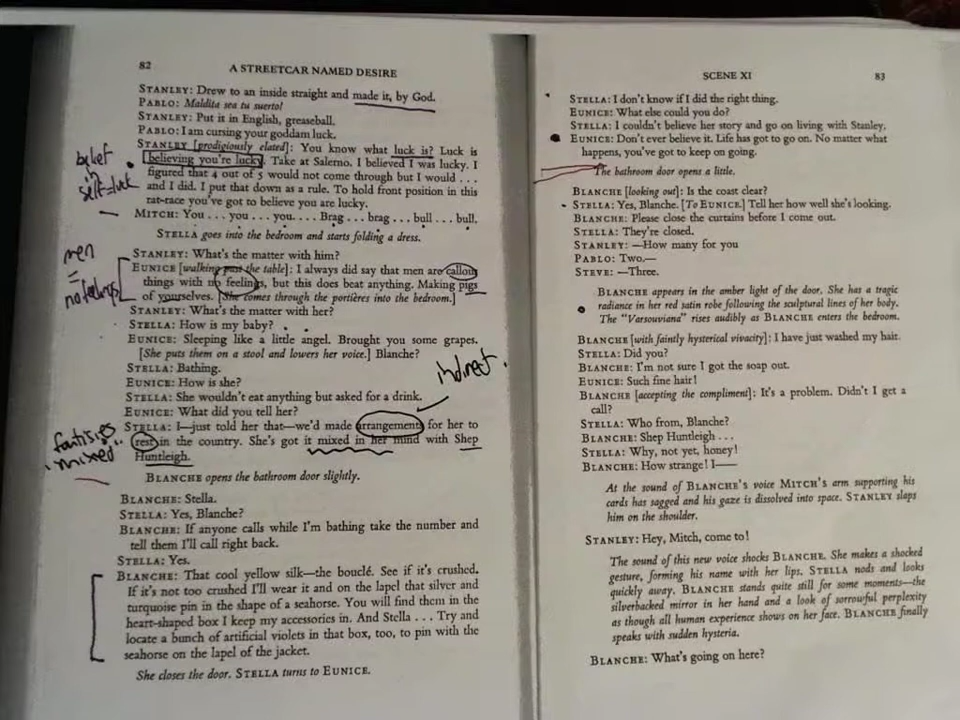 82
A STREETCAR NAMED DESIRE
STANLEY: Drew to an inside straight and made it, by God.
PABLO: Maldita sea tu suerto!
STANLEY: Put it in English, greaseball.
PABLO: I am cursing your goddam luck.
STANLEY [prodigiously elated]: You know what luck is? Luck is
believing you're lucky. Take at Salerno. I believed I was lucky. I
figured that 4 out of 5 would not come through but I would . . .
and I did. I put that down as a rule. To hold front position in this
rat-race you've got to believe you are lucky.
MITCH: You . . . you . . . you. . . . Brag . . . brag . . . bull . . . bull.
STELLA goes into the bedroom and starts folding a dress.
STANLEY: What's the matter with him?
EUNICE [walking past the table]: I always did say that men are callous
things with no feelings, but this does beat anything. Making pigs
of yourselves. [She comes through the portières into the bedroom.]
STANLEY: What's the matter with her?
STELLA: How is my baby?
EUNICE: Sleeping like a little angel. Brought you some grapes.
[She puts them on a stool and lowers her voice.] Blanche?
STELLA: Bathing.
EUNICE: How is she?
STELLA: She wouldn't eat anything but asked for a drink.
EUNICE: What did you tell her?
STELLA: I—just told her that—we'd made arrangements for her to
rest in the country. She's got it mixed in her mind with Shep
Huntleigh.
BLANCHE opens the bathroom door slightly.
BLANCHE: Stella.
STELLA: Yes, Blanche?
BLANCHE: If anyone calls while I'm bathing take the number and
tell them I'll call right back.
STELLA: Yes.
BLANCHE: That cool yellow silk—the bouclé. See if it's crushed.
If it's not too crushed I'll wear it and on the lapel that silver and
turquoise pin in the shape of a seahorse. You will find them in the
heart-shaped box I keep my accessories in. And Stella . . . Try and
locate a bunch of artificial violets in that box, too, to pin with the
seahorse on the lapel of the jacket.
She closes the door. STELLA turns to EUNICE.
belief
in
self=luck
men
=
no feelings
indirect
mixed
SCENE XI
83
STELLA: I don't know if I did the right thing.
EUNICE: What else could you do?
STELLA: I couldn't believe her story and go on living with Stanley.
EUNICE: Don't ever believe it. Life has got to go on. No matter what
happens, you've got to keep on going.
The bathroom door opens a little.
BLANCHE [looking out]: Is the coast clear?
STELLA: Yes, Blanche. [To EUNICE.] Tell her how well she's looking.
BLANCHE: Please close the curtains before I come out.
STELLA: They're closed.
STANLEY: —How many for you
PABLO: Two.—
STEVE: —Three.
BLANCHE appears in the amber light of the door. She has a tragic
radiance in her red satin robe following the sculptural lines of her body.
The "Varsouviana" rises audibly as BLANCHE enters the bedroom.
BLANCHE [with faintly hysterical vivacity]: I have just washed my hair.
STELLA: Did you?
BLANCHE: I'm not sure I got the soap out.
EUNICE: Such fine hair!
BLANCHE [accepting the compliment]: It's a problem. Didn't I get a
call?
STELLA: Who from, Blanche?
BLANCHE: Shep Huntleigh . . .
STELLA: Why, not yet, honey!
BLANCHE: How strange! I——
At the sound of BLANCHE'S voice MITCH'S arm supporting his
cards has sagged and his gaze is dissolved into space. STANLEY slaps
him on the shoulder.
STANLEY: Hey, Mitch, come to!
The sound of this new voice shocks BLANCHE. She makes a shocked
gesture, forming his name with her lips. STELLA nods and looks
quickly away. BLANCHE stands quite still for some moments—the
silverbacked mirror in her hand and a look of sorrowful perplexity
as though all human experience shows on her face. BLANCHE finally
speaks with sudden hysteria.
BLANCHE: What's going on here?